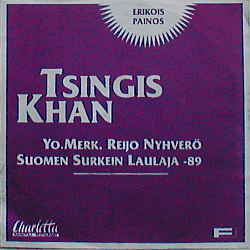 ERIKOIS
PAINOS
TSINGIS
KHAN
YO.MERK. REIJO NYHVERÖ
SUOMEN SURKEIN LAULAJA -89
Charlotta
F